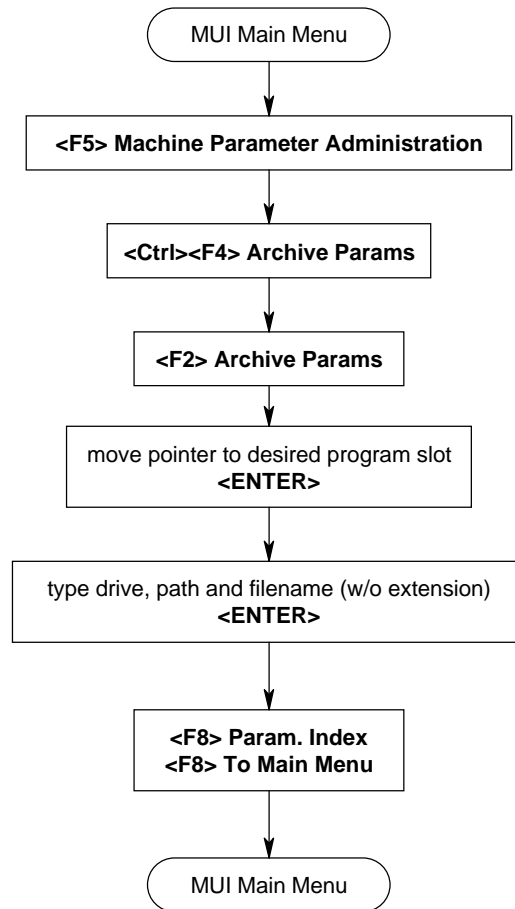 MUI Main Menu
<F5> Machine Parameter Administration
<Ctrl><F4> Archive Params
<F2> Archive Params
move pointer to desired program slot
<ENTER>
type drive, path and filename (w/o extension)
<ENTER>
<F8> Param. Index
<F8> To Main Menu
MUI Main Menu